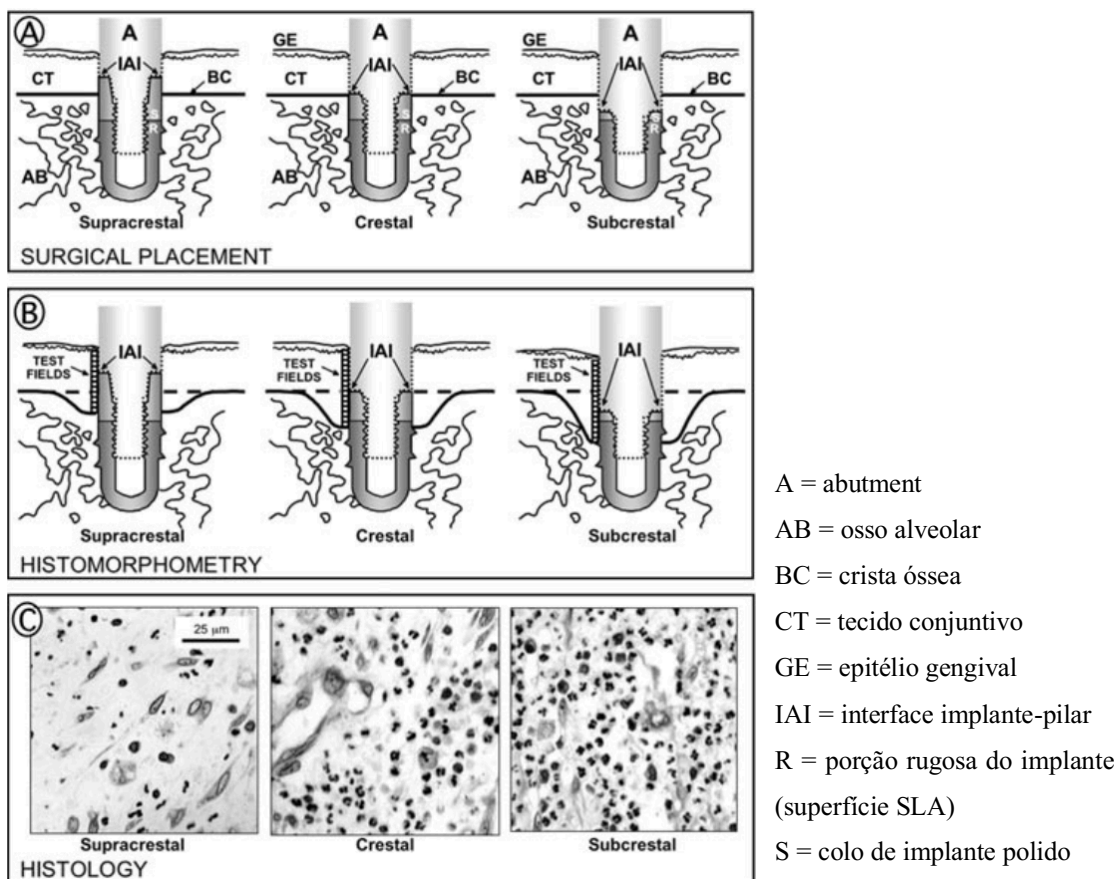 A
A A A
GE GE
IAI IAI IAI
CT BC CT BC CT BC
S S S
R R R
AB AB AB
Supracrestal Crestal Subcrestal
SURGICAL PLACEMENT
B
TEST FIELDS IAI TEST FIELDS IAI TEST FIELDS IAI
Supracrestal Crestal Subcrestal
HISTOMORPHOMETRY
C
25 μm
Supracrestal Crestal Subcrestal
HISTOLOGY
A = abutment
AB = osso alveolar
BC = crista óssea
CT = tecido conjuntivo
GE = epitélio gengival
IAI = interface implante-pilar
R = porção rugosa do implante
(superfície SLA)
S = colo de implante polido